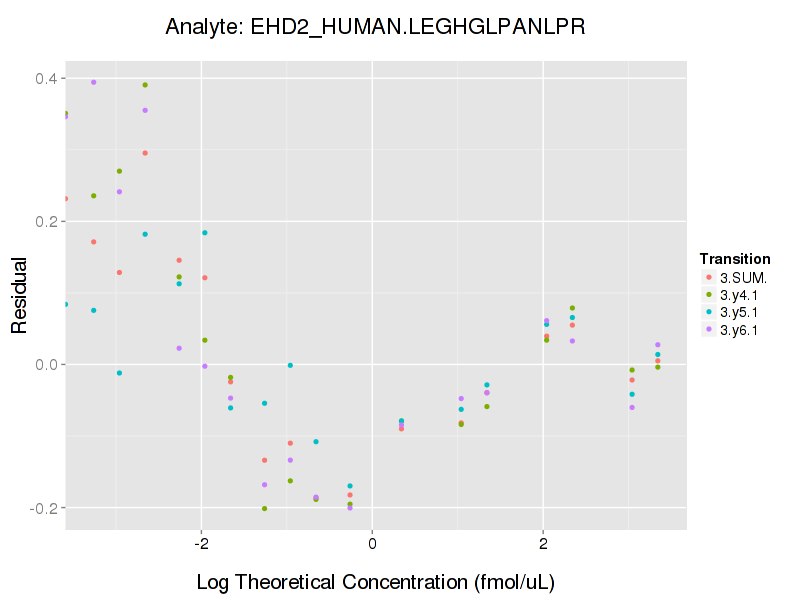 Analyte: EHD2_HUMAN.LEGHGLPANLPR
Residual
0.4
0.2
0.0
-0.2
-2
0
2
Log Theoretical Concentration (fmol/uL)
Transition
3.SUM.
3.y4.1
3.y5.1
3.y6.1